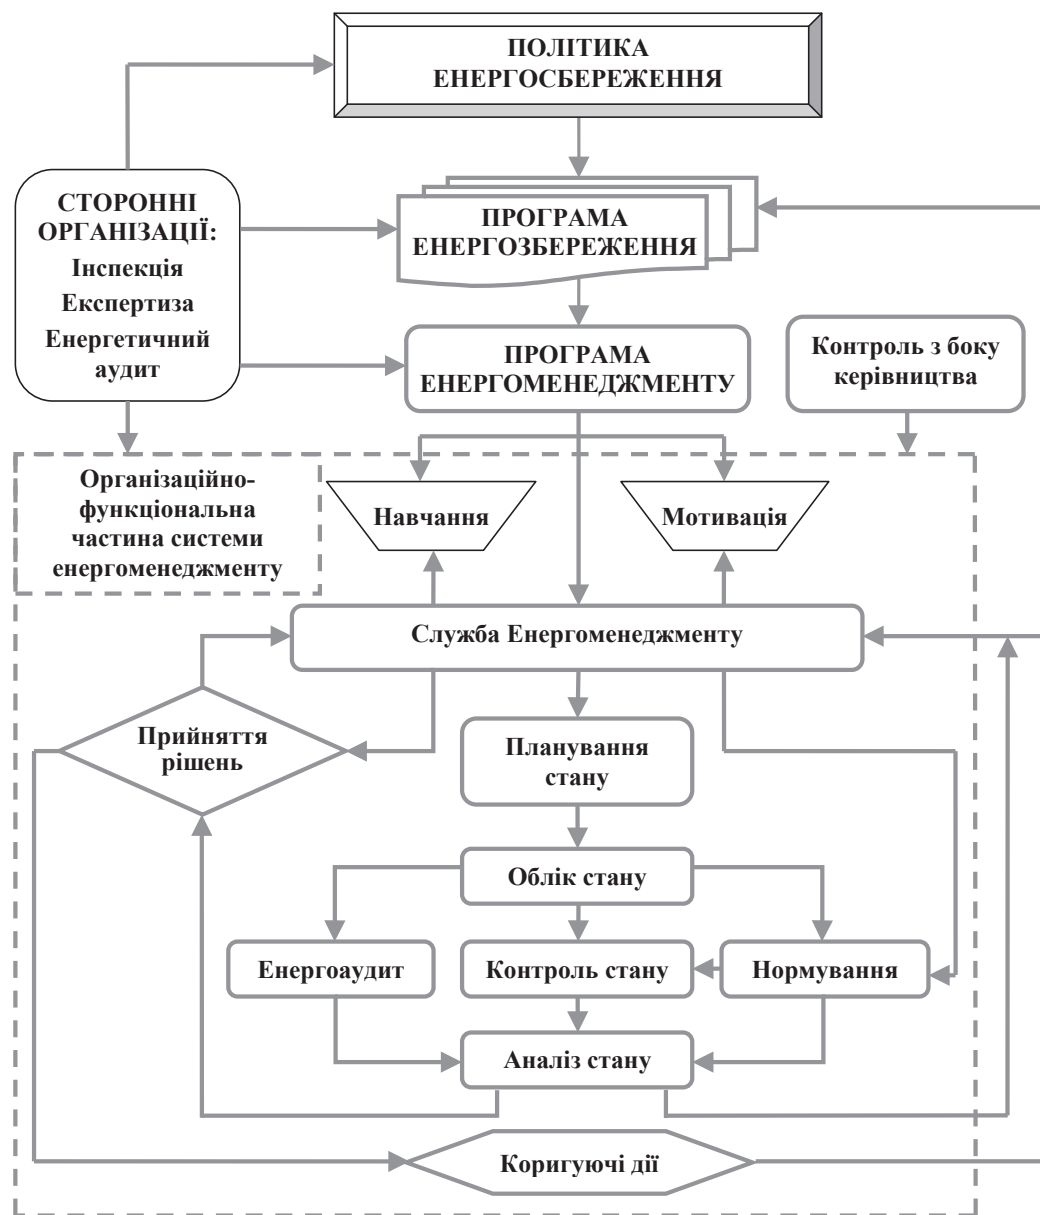 ПОЛІТИКА
ЕНЕРГОСБЕРЕЖЕННЯ
СТОРОННІ
ОРГАНІЗАЦІЇ:
Інспекція
Експертиза
Енергетичний
аудит
ПРОГРАМА
ЕНЕРГОЗБЕРЕЖЕННЯ
ПРОГРАМА
ЕНЕРГОМЕНЕДЖМЕНТУ
Контроль з боку
керівництва
Організаційно-
функціональна
частина системи
енергоменеджменту
Навчання
Мотивація
Служба Енергоменеджменту
Прийняття
рішень
Планування
стану
Облік стану
Енергоаудит
Контроль стану
Нормування
Аналіз стану
Коригуючі дії